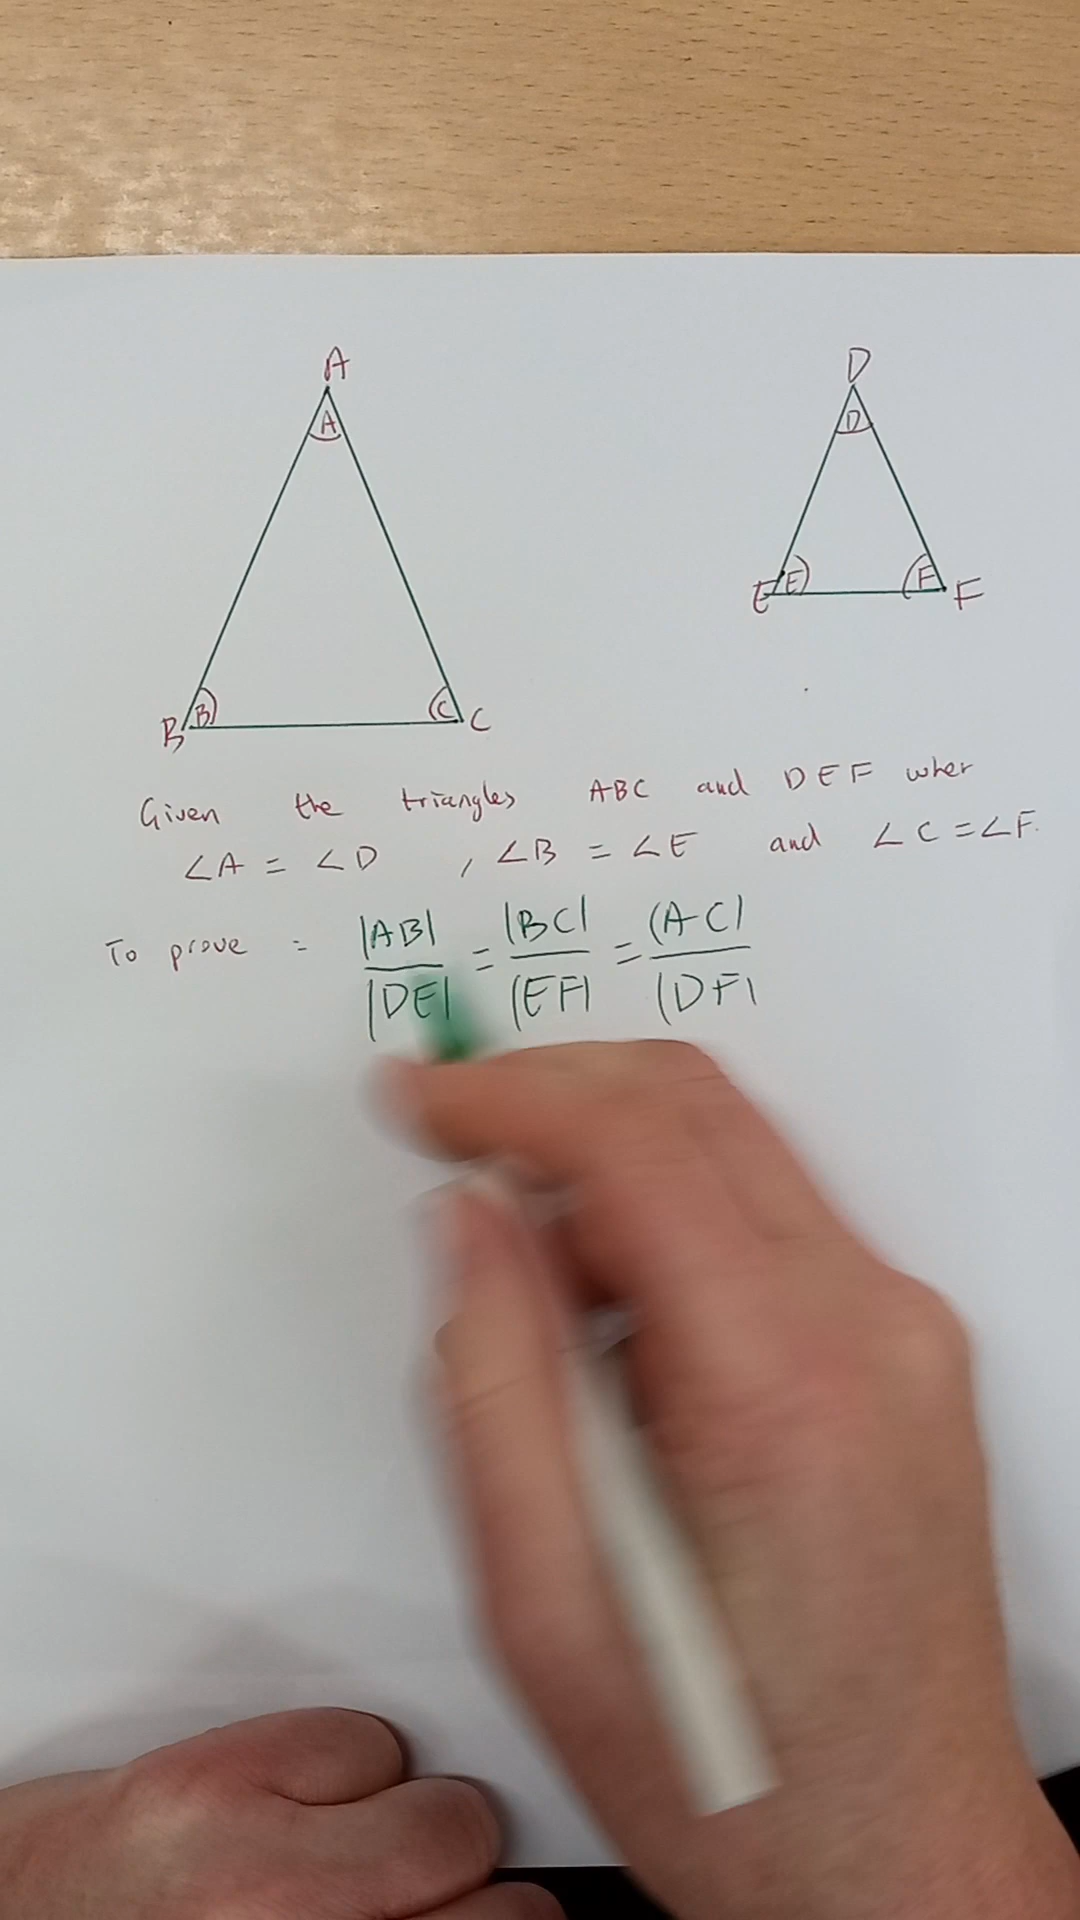 A
A
B
B
C
C
D
D
E
E
F
F
Given the triangles ABC and DEF wher
∠A = ∠D , ∠B = ∠E and ∠C = ∠F.
To prove = |AB| / |DE| = |BC| / |EF| = |AC| / |DF|